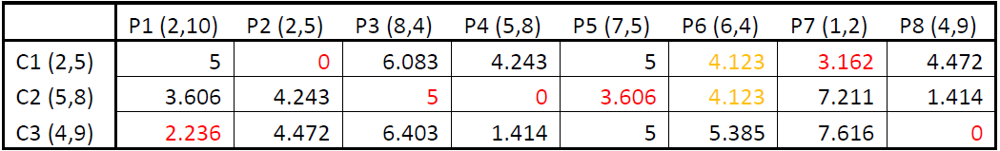 P1 (2,10) P2 (2,5) P3 (8,4) P4 (5,8) P5 (7,5) P6 (6,4) P7 (1,2) P8 (4,9)
C1 (2,5) 5 0 6.083 4.243 5 4.123 3.162 4.472
C2 (5,8) 3.606 4.243 5 0 3.606 4.123 7.211 1.414
C3 (4,9) 2.236 4.472 6.403 1.414 5 5.385 7.616 0